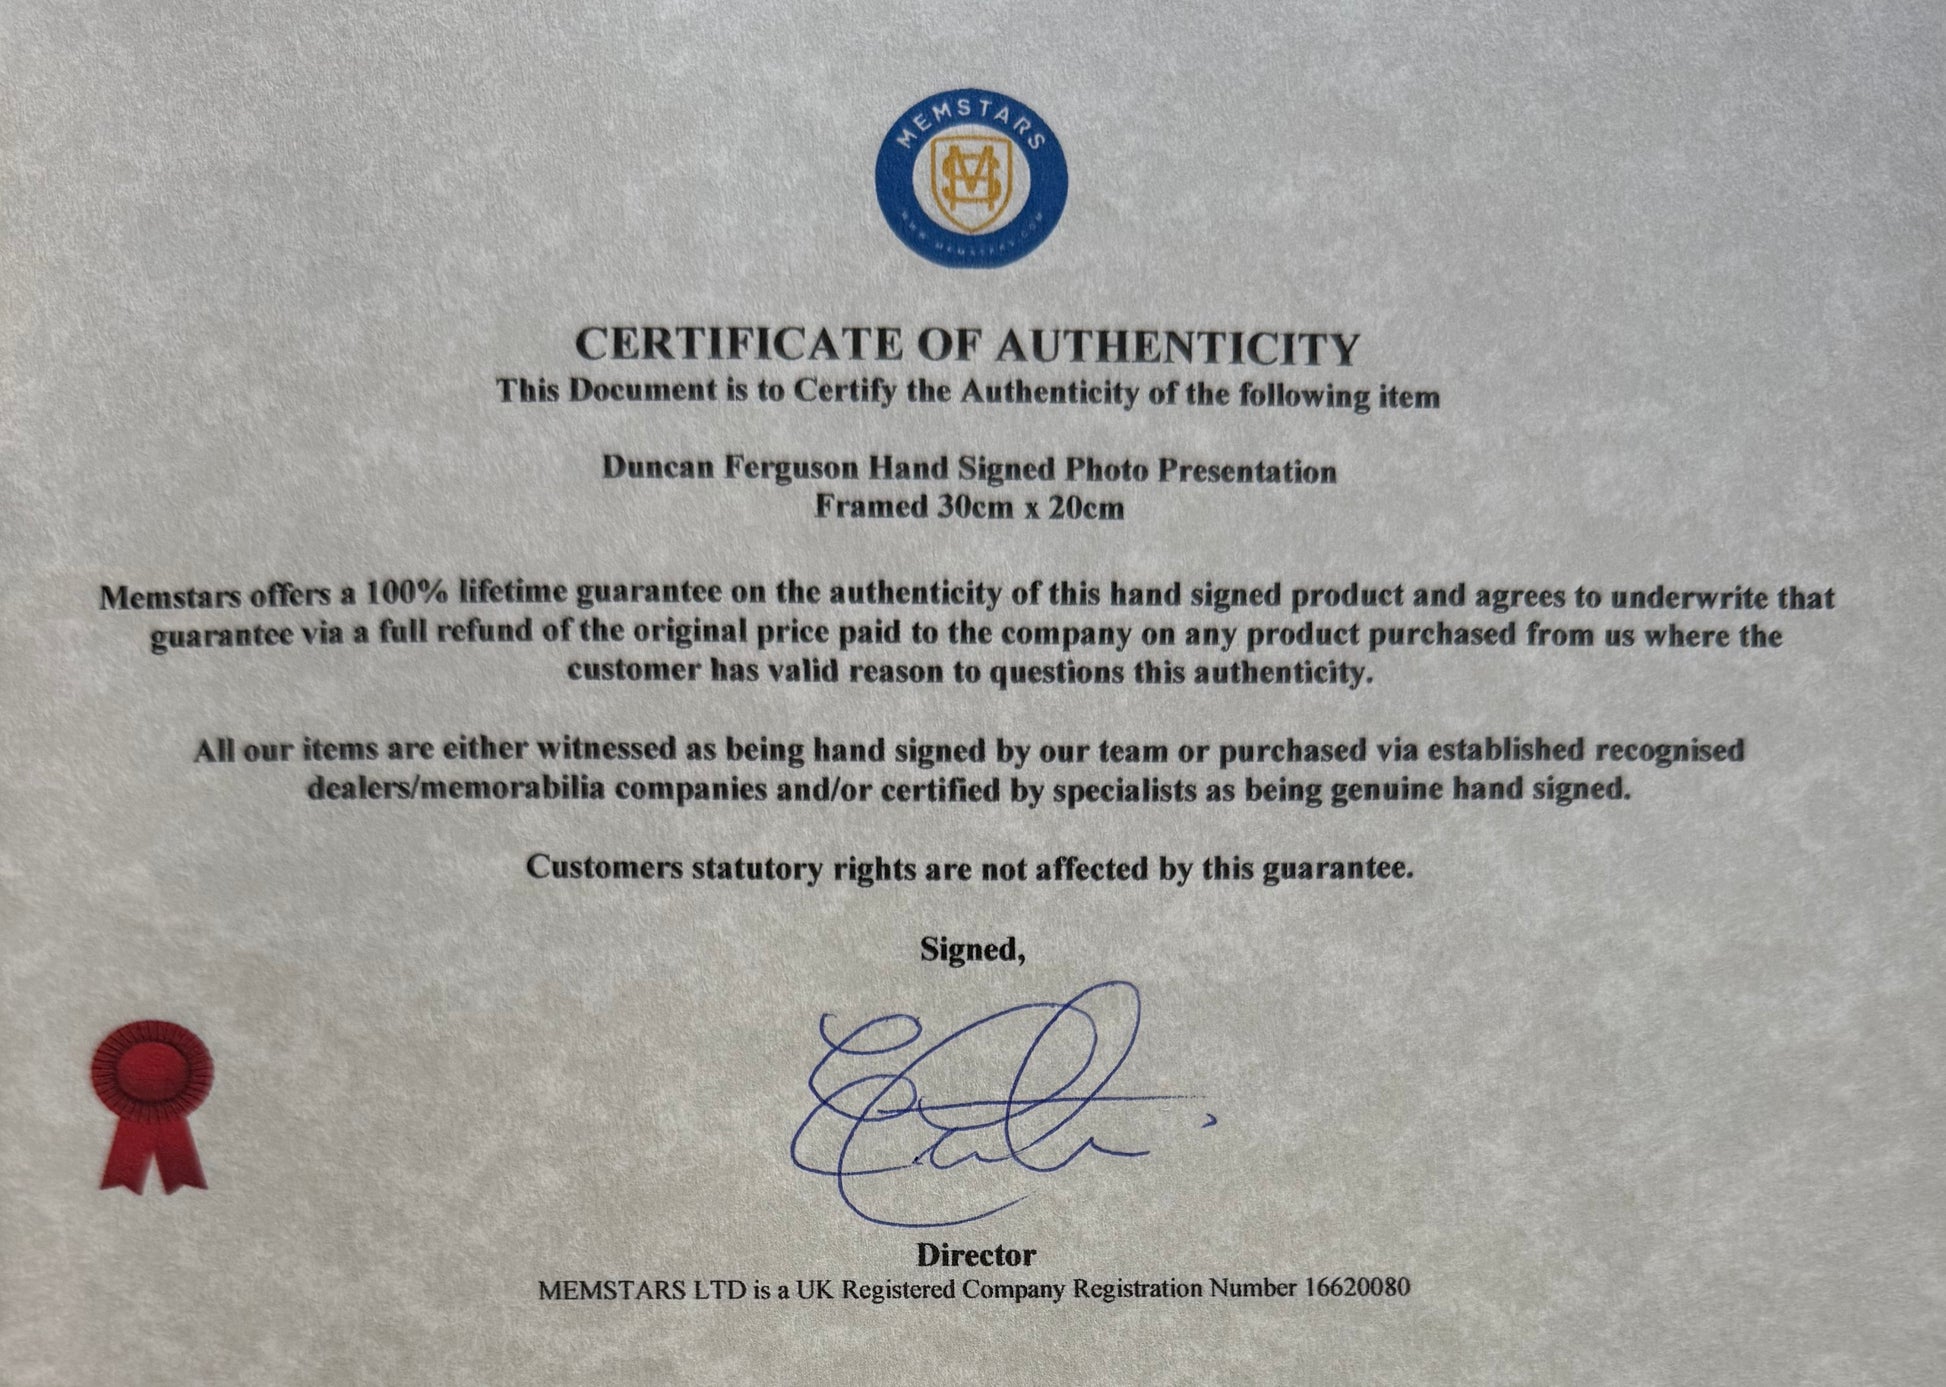 MEMSTARS
WWW.MEMSTARS.COM
CERTIFICATE OF AUTHENTICITY
This Document is to Certify the Authenticity of the following item
Duncan Ferguson Hand Signed Photo Presentation
Framed 30cm x 20cm
Memstars offers a 100% lifetime guarantee on the authenticity of this hand signed product and agrees to underwrite that
guarantee via a full refund of the original price paid to the company on any product purchased from us where the
customer has valid reason to questions this authenticity.
All our items are either witnessed as being hand signed by our team or purchased via established recognised
dealers/memorabilia companies and/or certified by specialists as being genuine hand signed.
Customers statutory rights are not affected by this guarantee.
Signed,
Director
MEMSTARS LTD is a UK Registered Company Registration Number 16620080